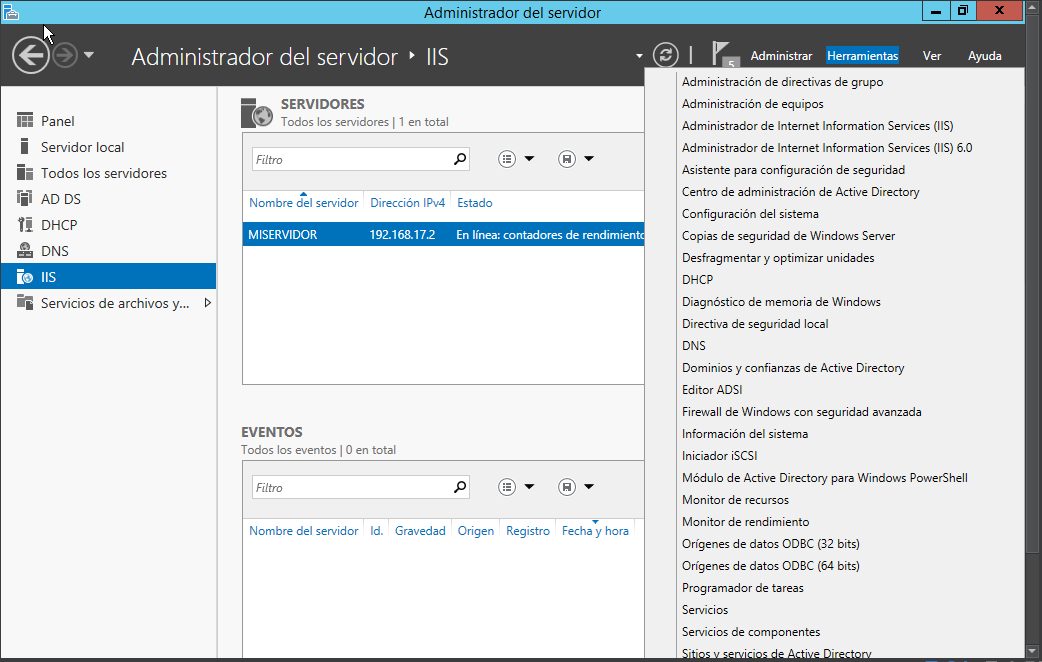 Administrador del servidor
Administrador del servidor ‣ IIS
5
Administrar
Herramientas
Ver
Ayuda
Panel
Servidor local
Todos los servidores
AD DS
DHCP
DNS
IIS
Servicios de archivos y...
SERVIDORES
Todos los servidores | 1 en total
Filtro
Nombre del servidor Dirección IPv4 Estado
MISERVIDOR 192.168.17.2 En línea: contadores de rendimiento
EVENTOS
Todos los eventos | 0 en total
Filtro
Nombre del servidor Id. Gravedad Origen Registro Fecha y hora
Administración de directivas de grupo
Administración de equipos
Administrador de Internet Information Services (IIS)
Administrador de Internet Information Services (IIS) 6.0
Asistente para configuración de seguridad
Centro de administración de Active Directory
Configuración del sistema
Copias de seguridad de Windows Server
Desfragmentar y optimizar unidades
DHCP
Diagnóstico de memoria de Windows
Directiva de seguridad local
DNS
Dominios y confianzas de Active Directory
Editor ADSI
Firewall de Windows con seguridad avanzada
Información del sistema
Iniciador iSCSI
Módulo de Active Directory para Windows PowerShell
Monitor de recursos
Monitor de rendimiento
Orígenes de datos ODBC (32 bits)
Orígenes de datos ODBC (64 bits)
Programador de tareas
Servicios
Servicios de componentes
Sitios y servicios de Active Directory